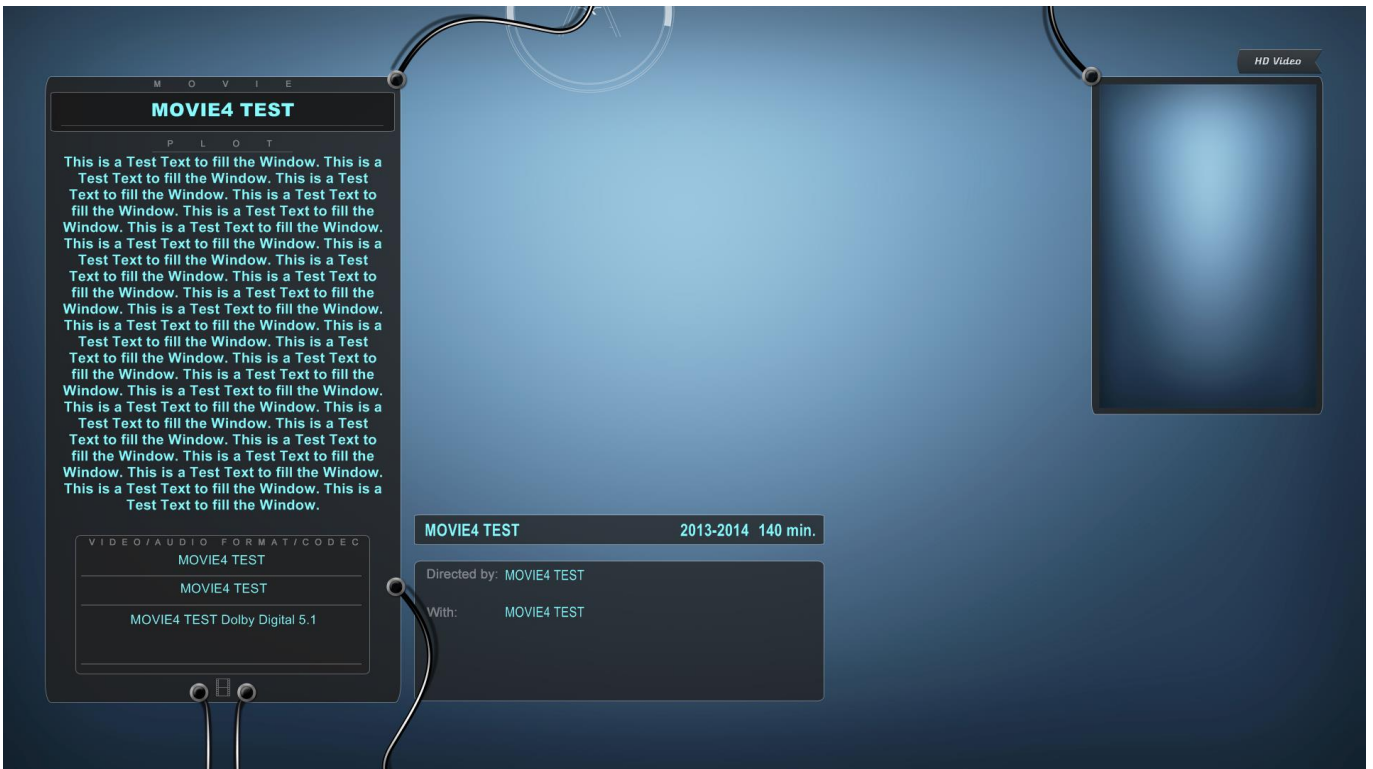 HD Video
M O V I E
MOVIE4 TEST
P L O T
This is a Test Text to fill the Window. This is a
Test Text to fill the Window. This is a Test
Text to fill the Window. This is a Test Text to
fill the Window. This is a Test Text to fill the
Window. This is a Test Text to fill the Window.
This is a Test Text to fill the Window. This is a
Test Text to fill the Window. This is a Test
Text to fill the Window. This is a Test Text to
fill the Window. This is a Test Text to fill the
Window. This is a Test Text to fill the Window.
This is a Test Text to fill the Window. This is a
Test Text to fill the Window. This is a Test
Text to fill the Window. This is a Test Text to
fill the Window. This is a Test Text to fill the
Window. This is a Test Text to fill the Window.
This is a Test Text to fill the Window. This is a
Test Text to fill the Window. This is a Test
Text to fill the Window. This is a Test Text to
fill the Window. This is a Test Text to fill the
Window. This is a Test Text to fill the Window.
This is a Test Text to fill the Window. This is a
Test Text to fill the Window.
VIDEO/AUDIO FORMAT/CODEC
MOVIE4 TEST
MOVIE4 TEST
MOVIE4 TEST Dolby Digital 5.1
MOVIE4 TEST 2013-2014 140 min.
Directed by: MOVIE4 TEST
With: MOVIE4 TEST